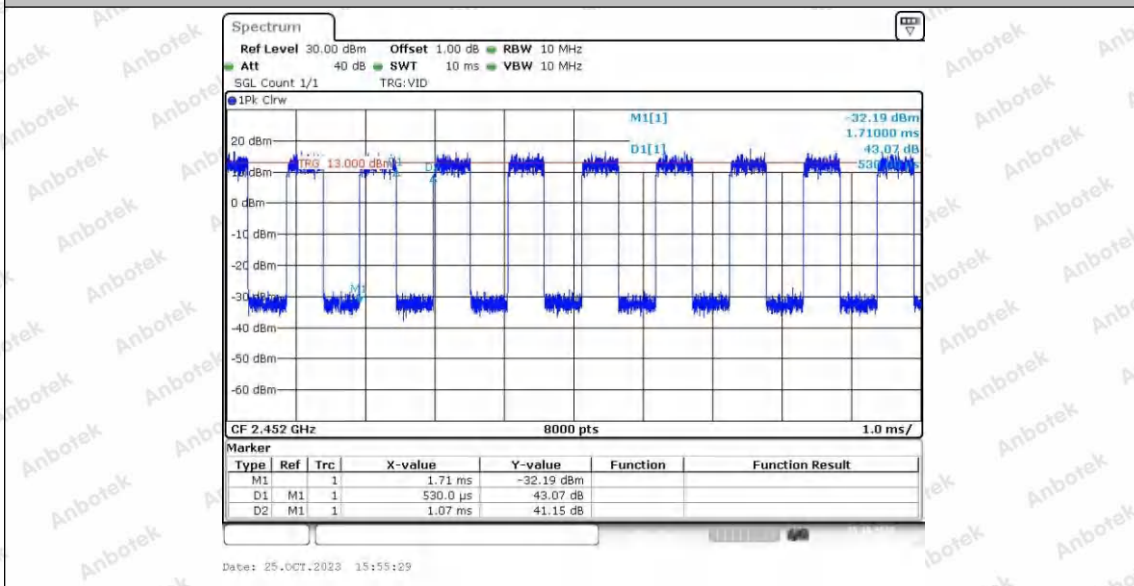 Spectrum
Ref Level 30.00 dBm Offset 1.00 dB RBW 10 MHz
Att 40 dB SWT 10 ms VBW 10 MHz
SGL Count 1/1 TRG:VID
1Pk Clrw
M1[1] -32.19 dBm
1.71000 ms
20 dBm
D1[1] 43.07 dB
TRG 13.000 dBm
0 dBm
-10 dBm
-20 dBm
M1
-40 dBm
-50 dBm
-60 dBm
CF 2.452 GHz 8000 pts 1.0 ms/
Marker
Type Ref Trc X-value Y-value Function Function Result
M1 1 1.71 ms -32.19 dBm
D1 M1 1 530.0 µs 43.07 dB
D2 M1 1 1.07 ms 41.15 dB
Date: 25.OCT.2023 15:55:29
Anbotek